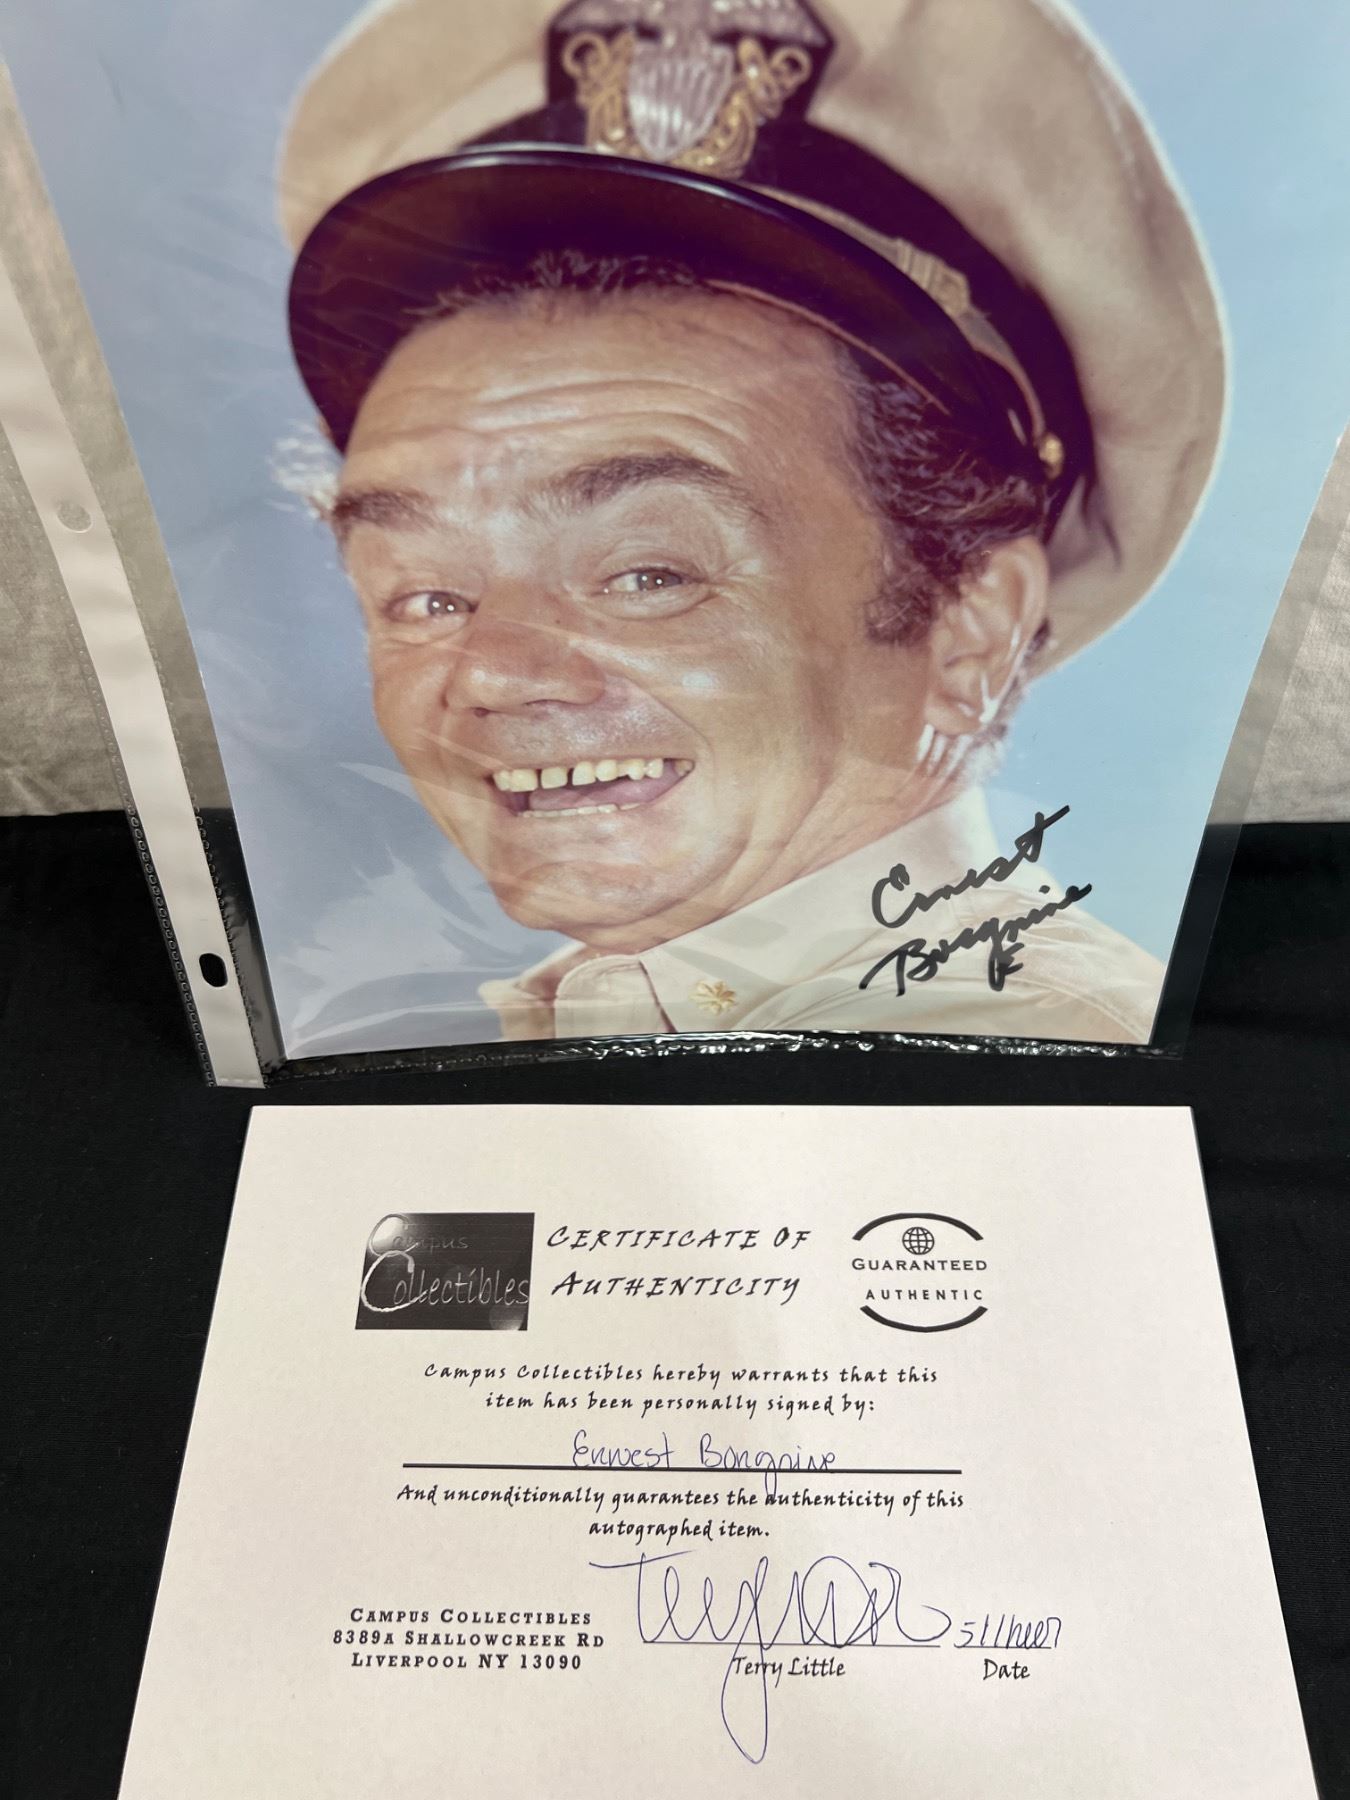 Ernest
Borgnine
Campus
Collectibles
CERTIFICATE OF
AUTHENTICITY
GUARANTEED
AUTHENTIC
Campus Collectibles hereby warrants that this
item has been personally signed by:
Ernest Borgnine
And unconditionally guarantees the authenticity of this
autographed item.
CAMPUS COLLECTIBLES
8389A SHALLOWCREEK RD
LIVERPOOL NY 13090
Terry Little
Date